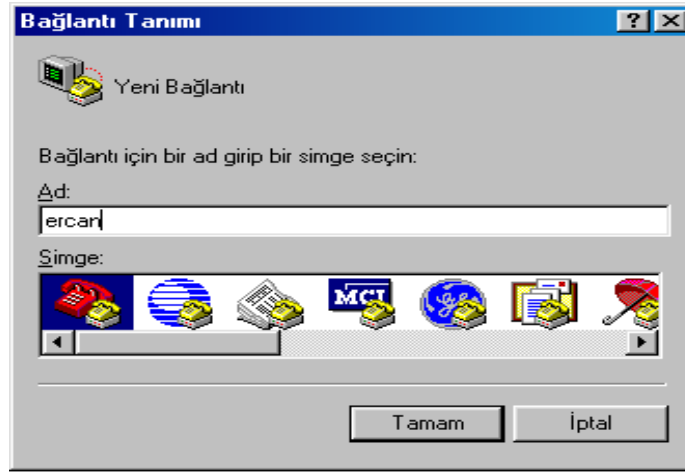 Bağlantı Tanımı
Yeni Bağlantı
Bağlantı için bir ad girip bir simge seçin:
Ad:
ercan
Simge:
MCI
Tamam İptal